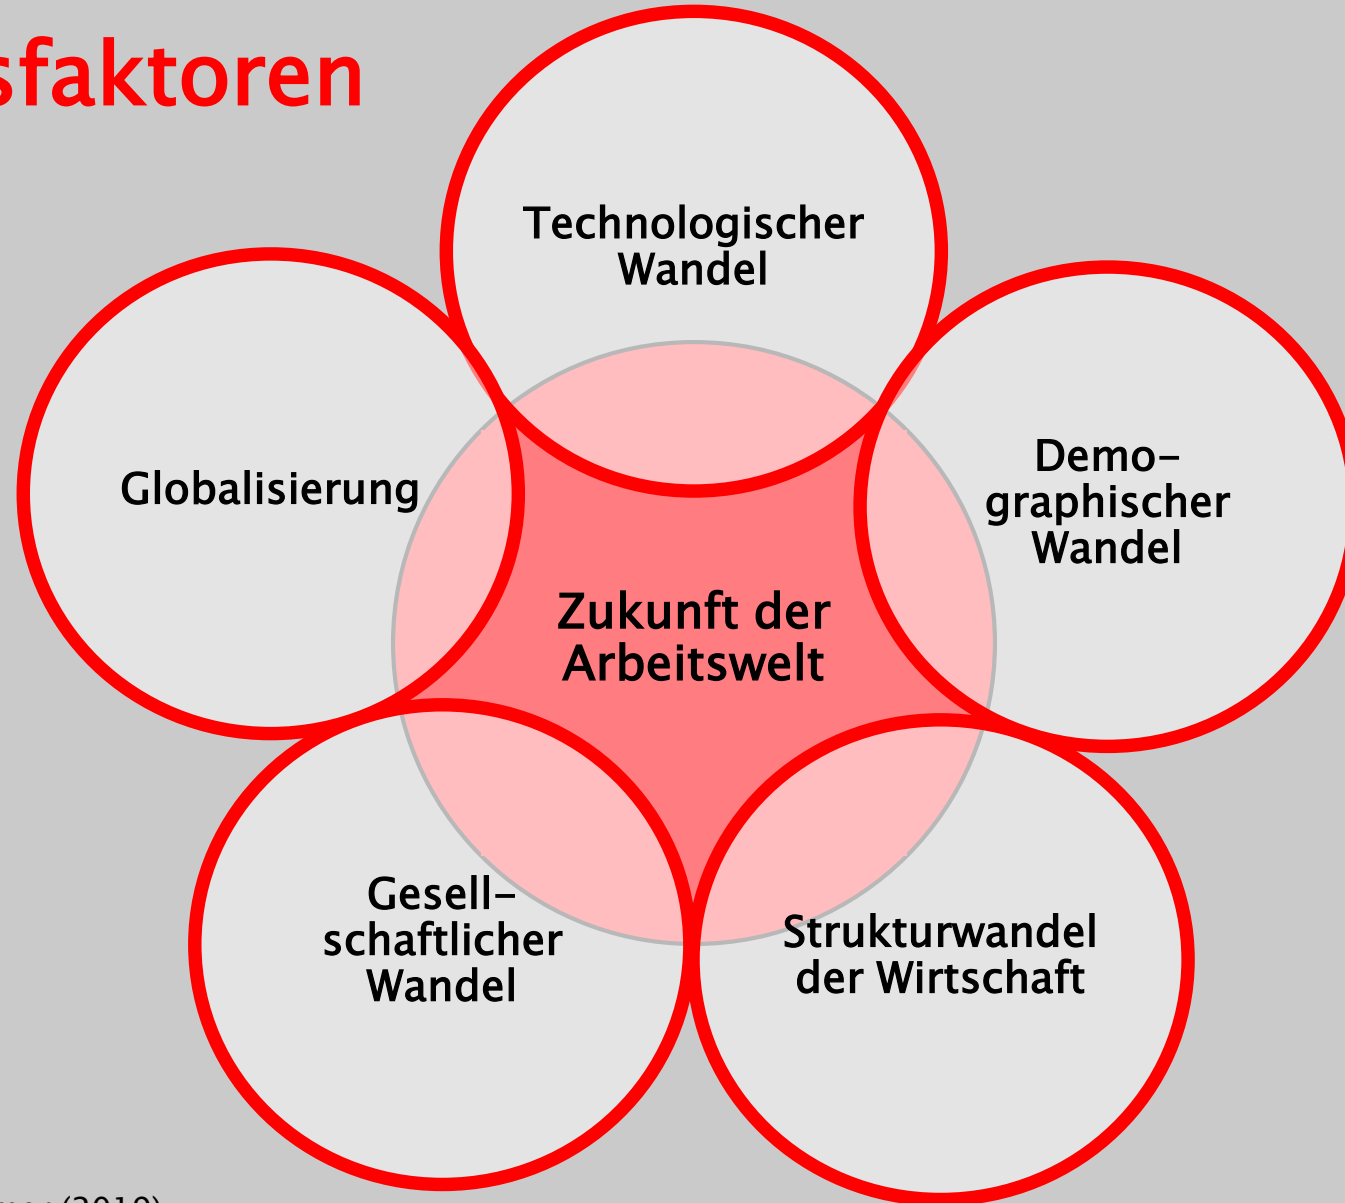 sfaktoren
Technologischer
Wandel
Globalisierung
Demo-
graphischer
Wandel
Zukunft der
Arbeitswelt
Gesell-
schaftlicher
Wandel
Strukturwandel
der Wirtschaft